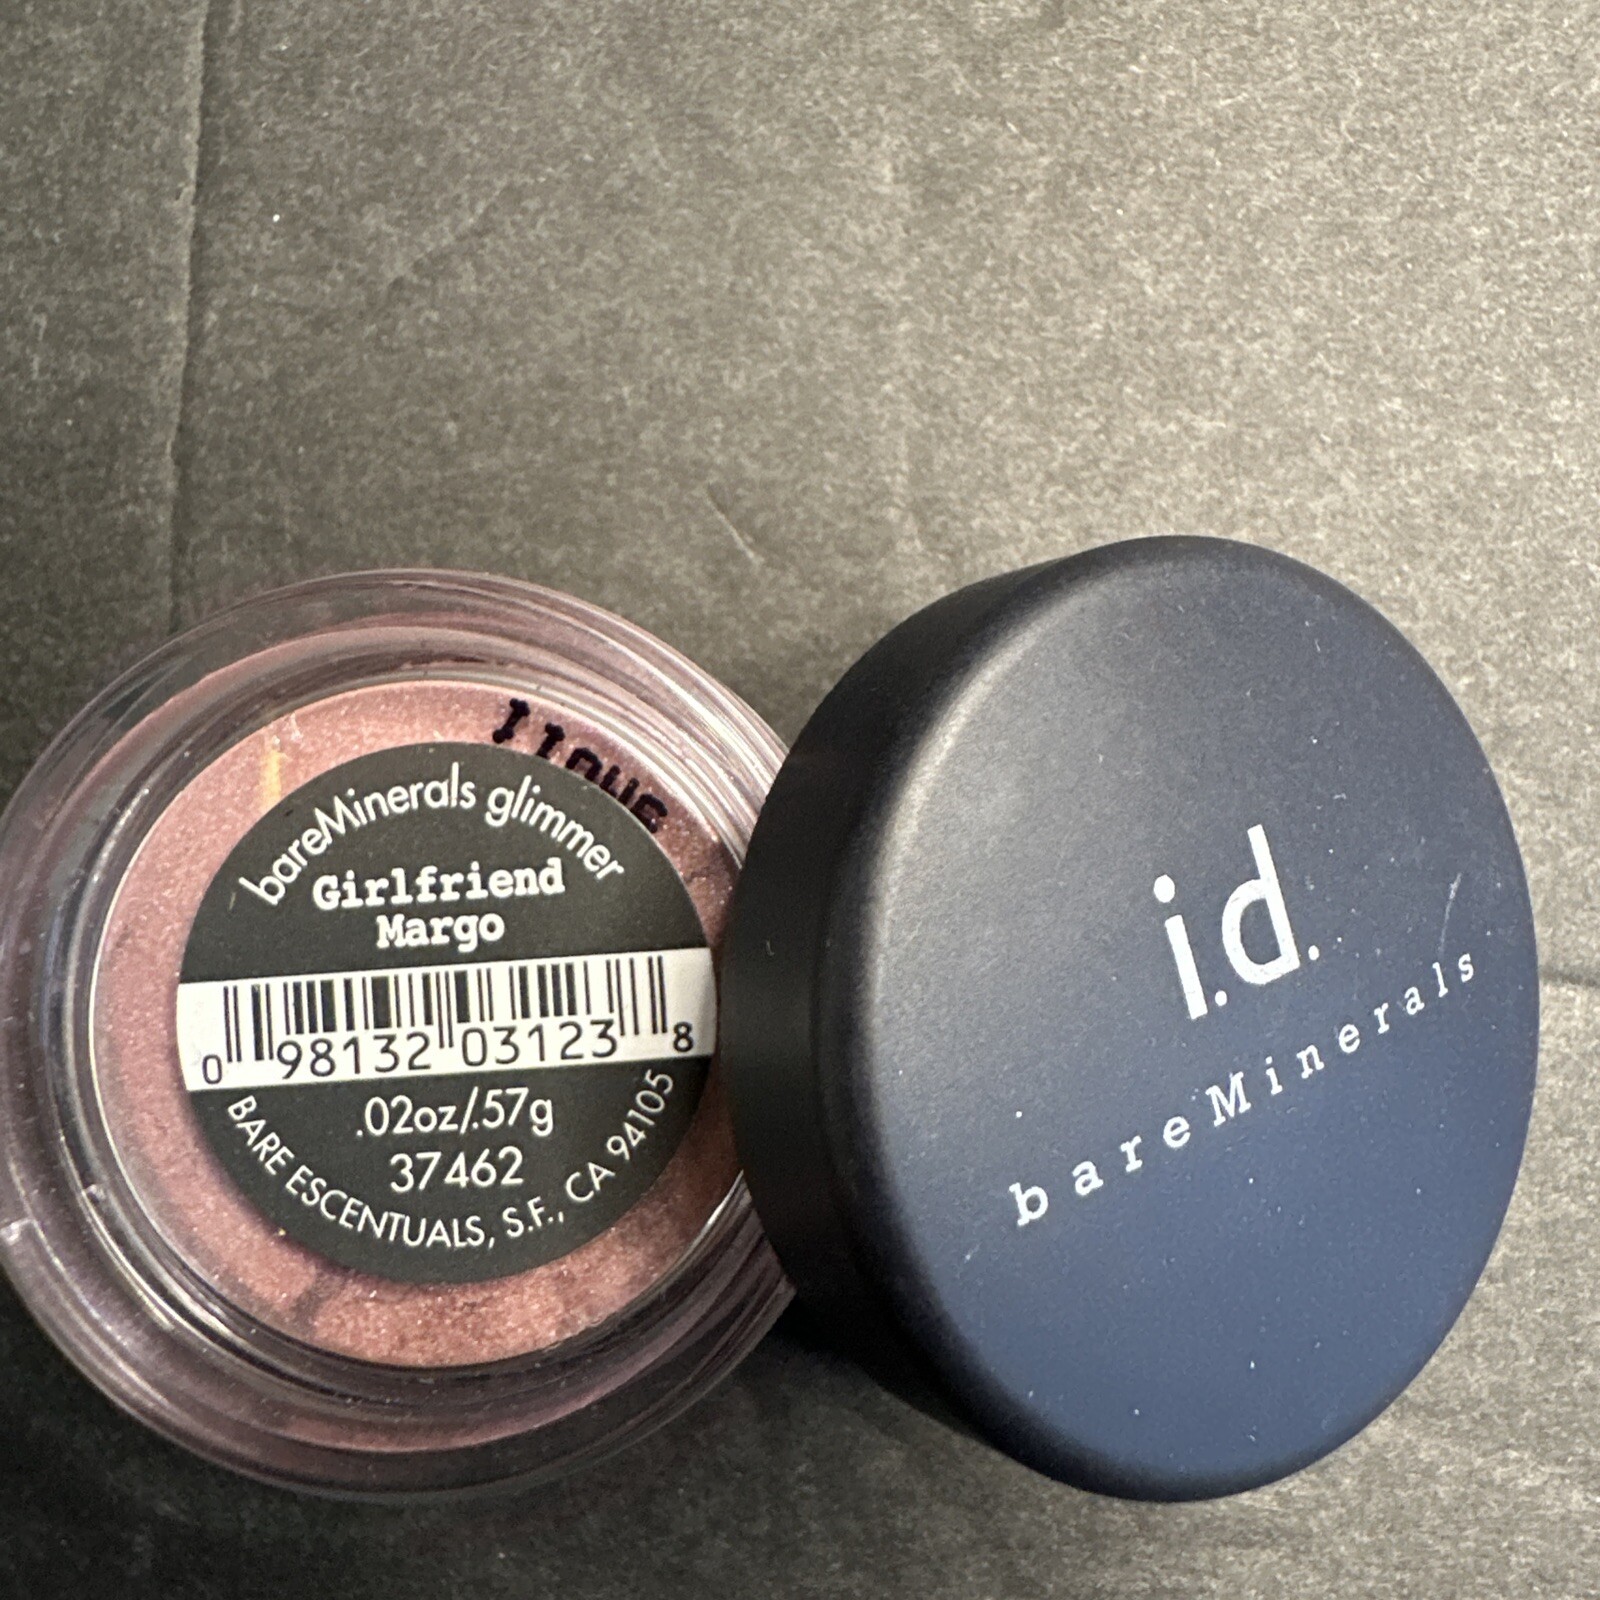 bareMinerals glimmer
Girlfriend
Margo
0 98132 03123 8
.02oz/.57g
37462
BARE ESCENTUALS, S.F., CA 94105
i.d.
bareMinerals